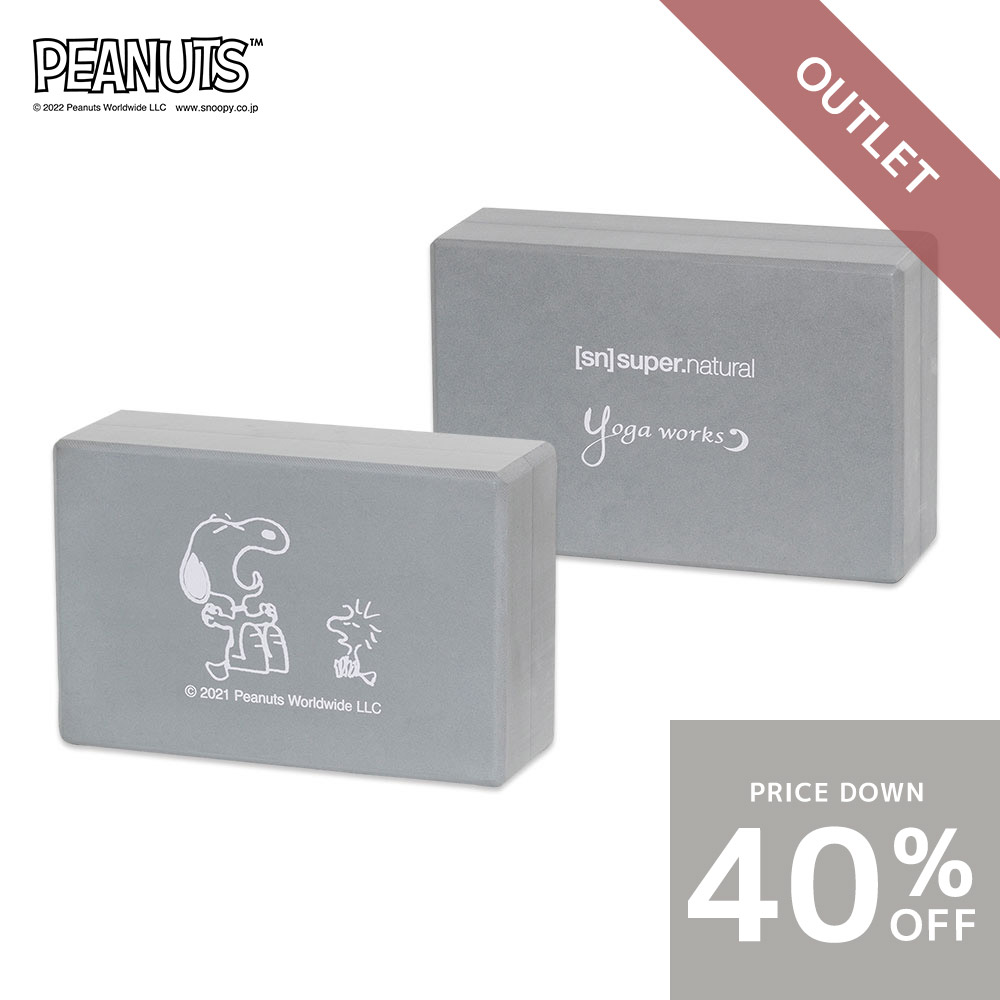 PEANUTS™
© 2022 Peanuts Worldwide LLC www.snoopy.co.jp
OUTLET
[sn]super.natural
Yoga works
© 2021 Peanuts Worldwide LLC
PRICE DOWN
40%
OFF